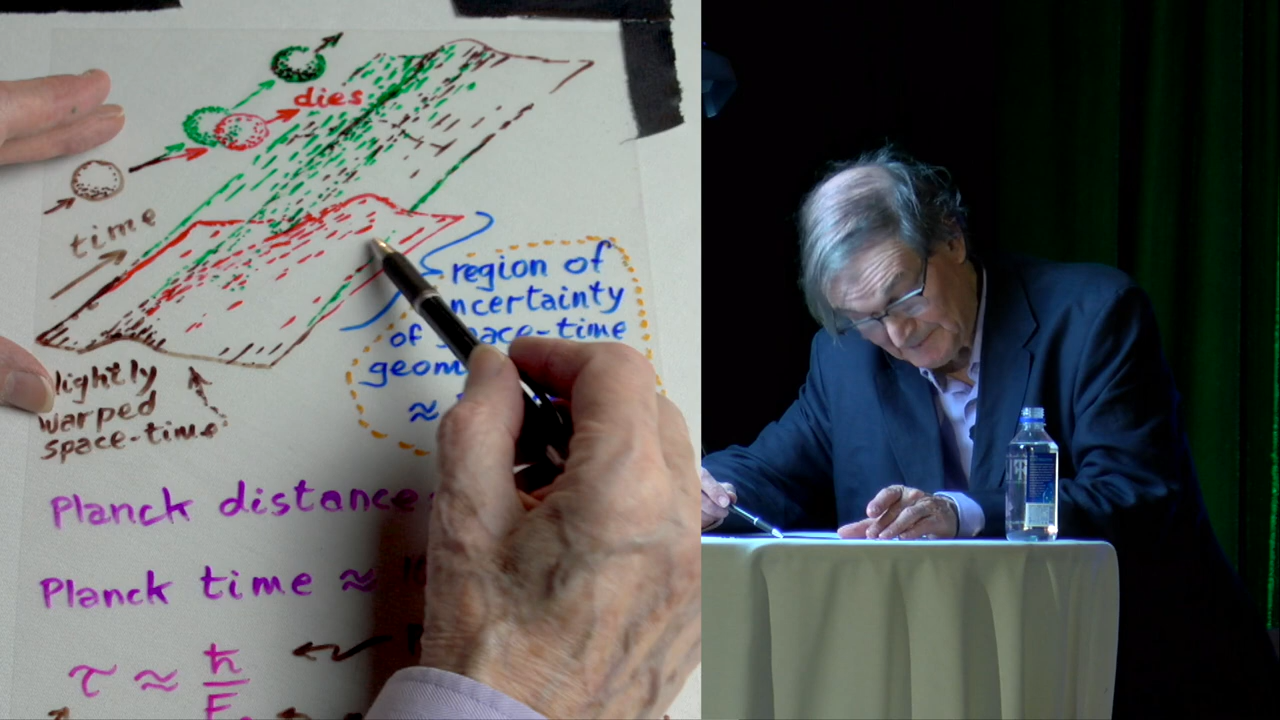 dies
time
region of
ncertainty
of space-time
geom
≈
lightly
warped
space-time
Planck distance
Planck time ≈
τ ≈ ħ
E